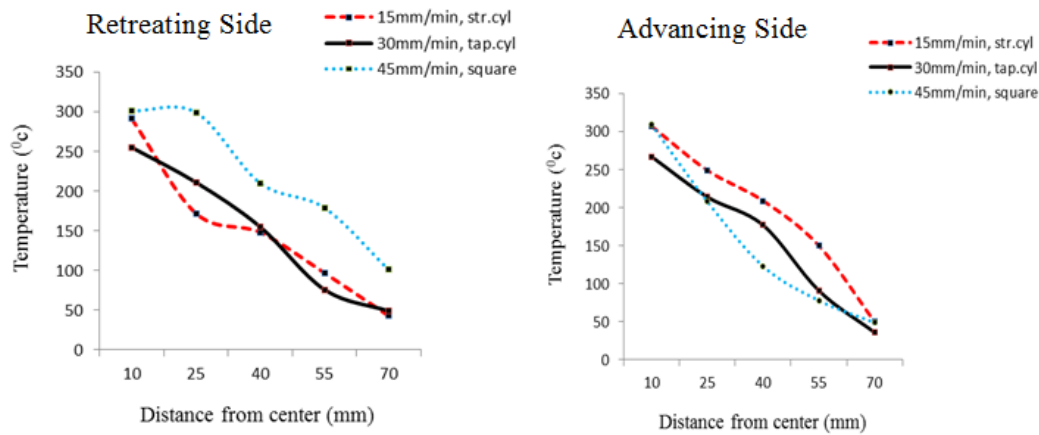 Retreating Side
15mm/min, str.cyl
30mm/min, tap.cyl
45mm/min, square
350
300
250
200
150
100
50
0
Temperature (⁰c)
10 25 40 55 70
Distance from center (mm)
Advancing Side
15mm/min, str.cyl
30mm/min, tap.cyl
45mm/min, square
350
300
250
200
150
100
50
0
Temperature (⁰c)
10 25 40 55 70
Distance from center (mm)